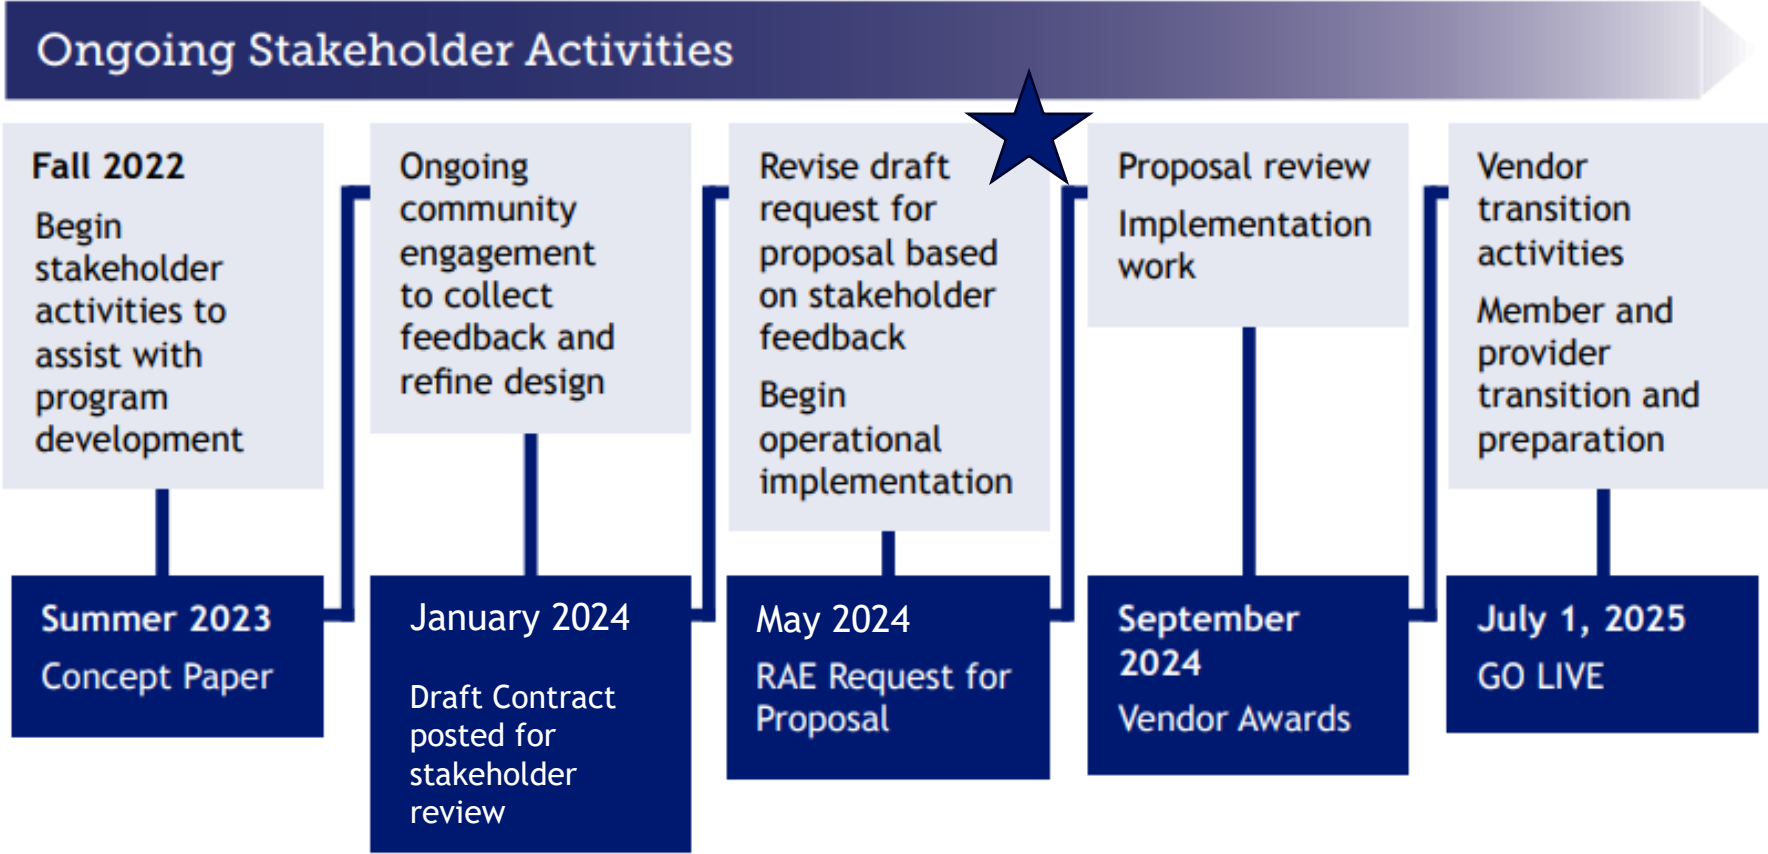 Ongoing Stakeholder Activities
Fall 2022
Begin
stakeholder
activities to
assist with
program
development
Summer 2023
Concept Paper
Ongoing
community
engagement
to collect
feedback and
refine design
January 2024
Draft Contract
posted for
stakeholder
review
Revise draft
request for
proposal based
on stakeholder
feedback
Begin
operational
implementation
May 2024
RAE Request for
Proposal
Proposal review
Implementation
work
September
2024
Vendor Awards
Vendor
transition
activities
Member and
provider
transition and
preparation
July 1, 2025
GO LIVE